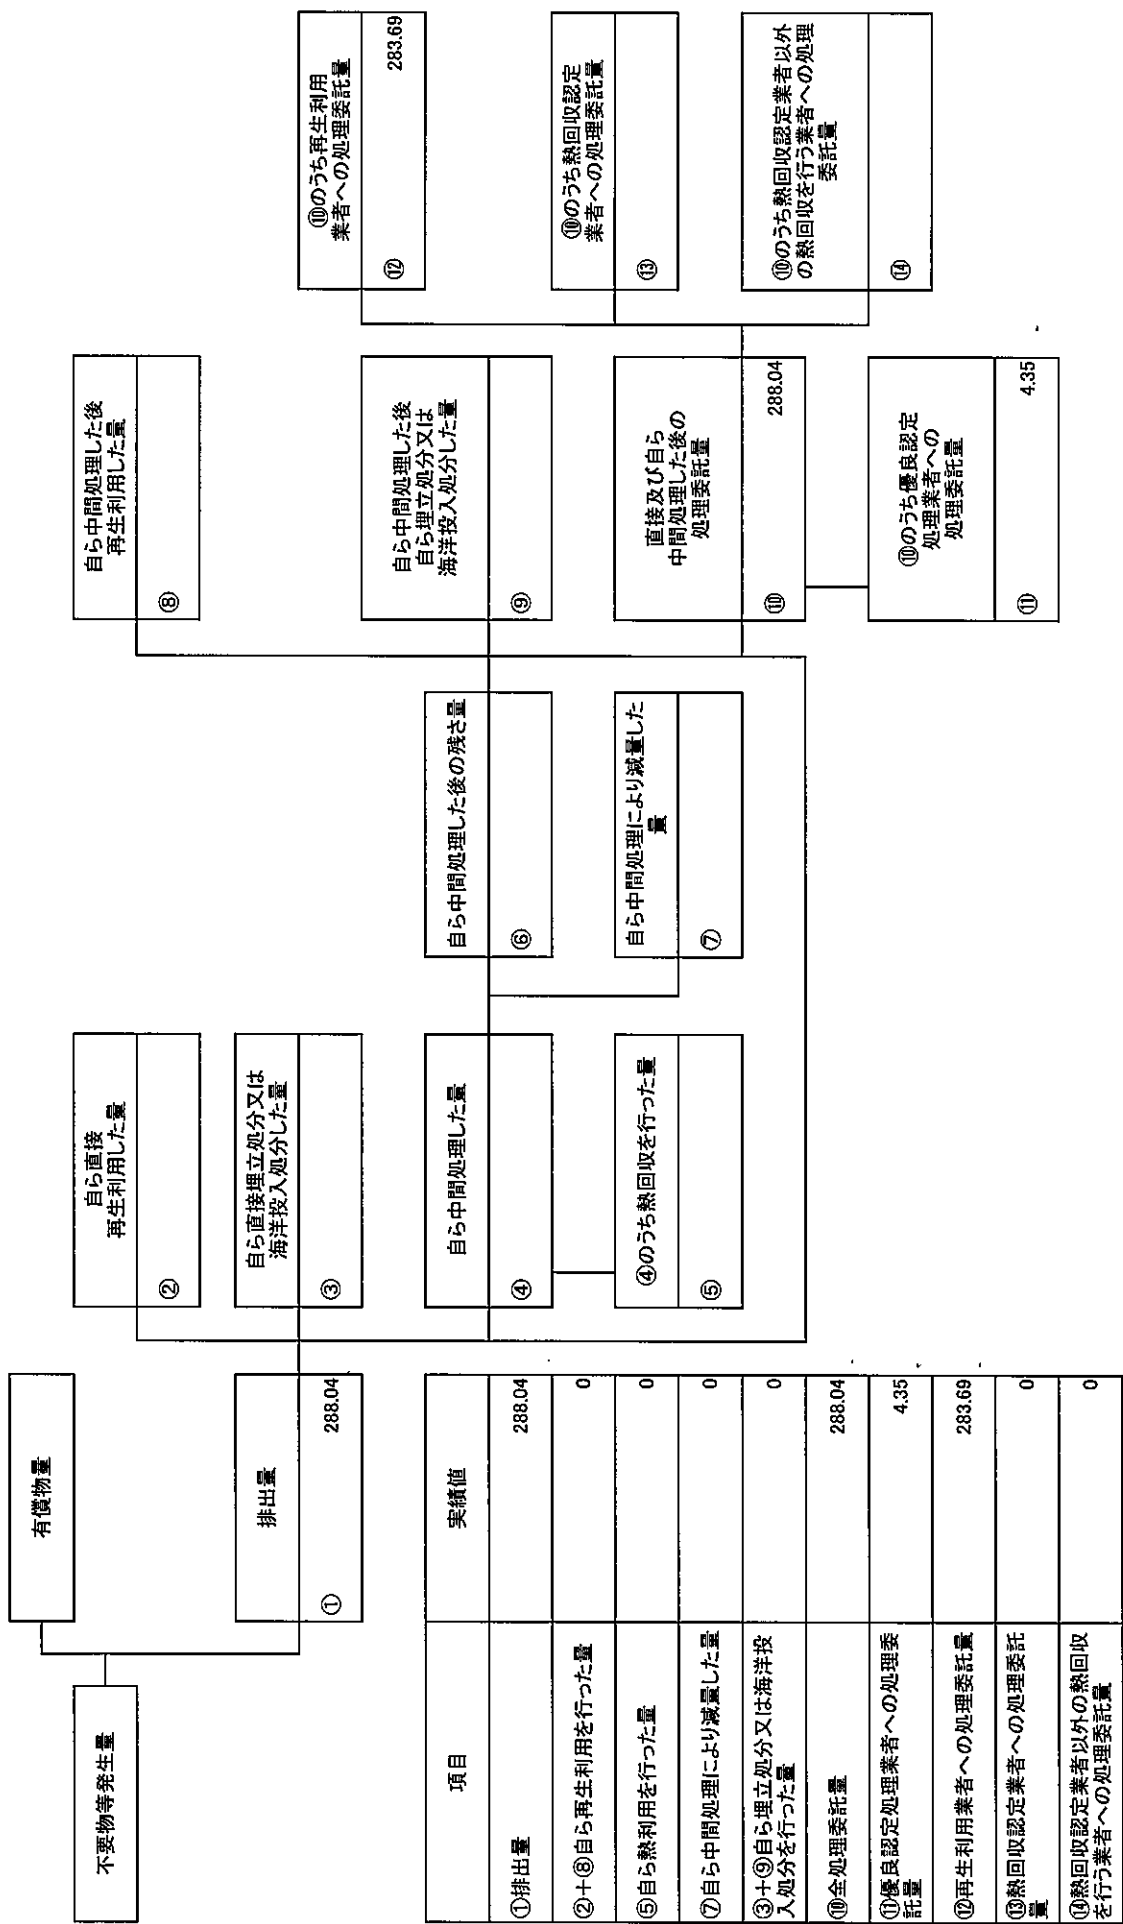 不要物等発生量
有償物量
排出量
①
288.04
自ら直接
再生利用した量
②
自ら直接埋立処分又は
海洋投入処分した量
③
自ら中間処理した量
④
④のうち熱回収を行った量
⑤
自ら中間処理した後の残さ量
⑥
自ら中間処理により減量した
量
⑦
自ら中間処理した後
再生利用した量
⑧
自ら中間処理した後
自ら埋立処分又は
海洋投入処分した量
⑨
直接及び自ら
中間処理した後の
処理委託量
⑩
288.04
⑩のうち優良認定
処理業者への
処理委託量
⑪
4.35
⑩のうち再生利用
業者への処理委託量
⑫
283.69
⑩のうち熱回収認定
業者への処理委託量
⑬
⑩のうち熱回収認定業者以外
の熱回収を行う業者への処理
委託量
⑭
項目 実績値
①排出量 288.04
②+⑧自ら再生利用を行った量 0
⑤自ら熱利用を行った量 0
⑦自ら中間処理により減量した量 0
③+⑨自ら埋立処分又は海洋投
入処分を行った量 0
⑩全処理委託量 288.04
⑪優良認定処理業者への処理委
託量 4.35
⑫再生利用業者への処理委託量 283.69
⑬熱回収認定業者への処理委託
量 0
⑭熱回収認定業者以外の熱回収
を行う業者への処理委託量 0